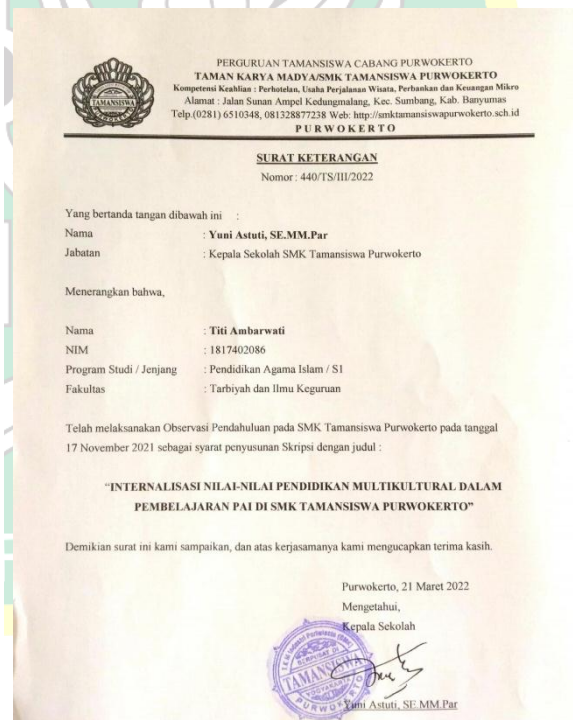 PERGURUAN TAMANSISWA CABANG PURWOKERTO
TAMAN KARYA MADYA/SMK TAMANSISWA PURWOKERTO
Kompetensi Keahlian : Perhotelan, Usaha Perjalanan Wisata, Perbankan dan Keuangan Mikro
Alamat : Jalan Sunan Ampel Kedungmalang, Kec. Sumbang, Kab. Banyumas
Telp.(0281) 6510348, 081328877238 Web: http://smktamansiswapurwokerto.sch.id
PURWOKERTO
TAMANSISWA
SURAT KETERANGAN
Nomor : 440/TS/III/2022
Yang bertanda tangan dibawah ini :
Nama : Yuni Astuti, SE.MM.Par
Jabatan : Kepala Sekolah SMK Tamansiswa Purwokerto
Menerangkan bahwa,
Nama : Titi Ambarwati
NIM : 1817402086
Program Studi / Jenjang : Pendidikan Agama Islam / S1
Fakultas : Tarbiyah dan Ilmu Keguruan
Telah melaksanakan Observasi Pendahuluan pada SMK Tamansiswa Purwokerto pada tanggal
17 November 2021 sebagai syarat penyusunan Skripsi dengan judul :
“INTERNALISASI NILAI-NILAI PENDIDIKAN MULTIKULTURAL DALAM
PEMBELAJARAN PAI DI SMK TAMANSISWA PURWOKERTO”
Demikian surat ini kami sampaikan, dan atas kerjasamanya kami mengucapkan terima kasih.
Purwokerto, 21 Maret 2022
Mengetahui,
Kepala Sekolah
TAMANSISWA
Yuni Astuti, SE.MM.Par